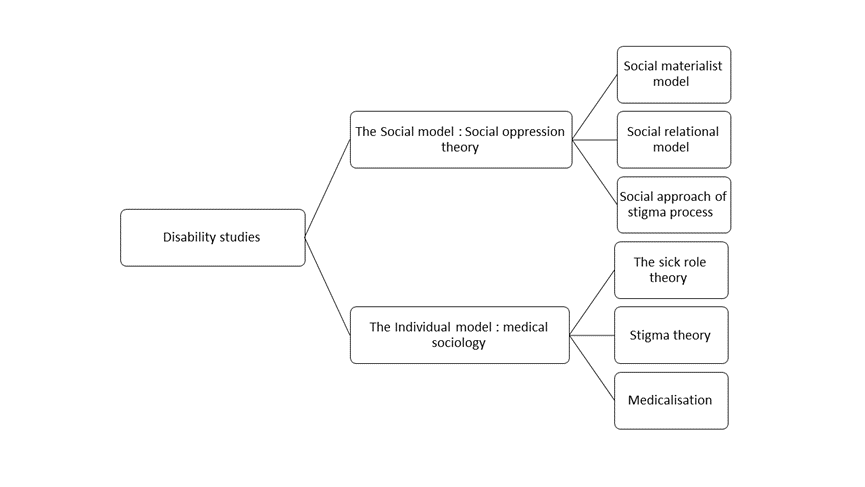 Social materialist
model
The Social model : Social oppression
theory
Social relational
model
Social approach of
stigma process
Disability studies
The sick role
theory
The Individual model : medical
sociology
Stigma theory
Medicalisation